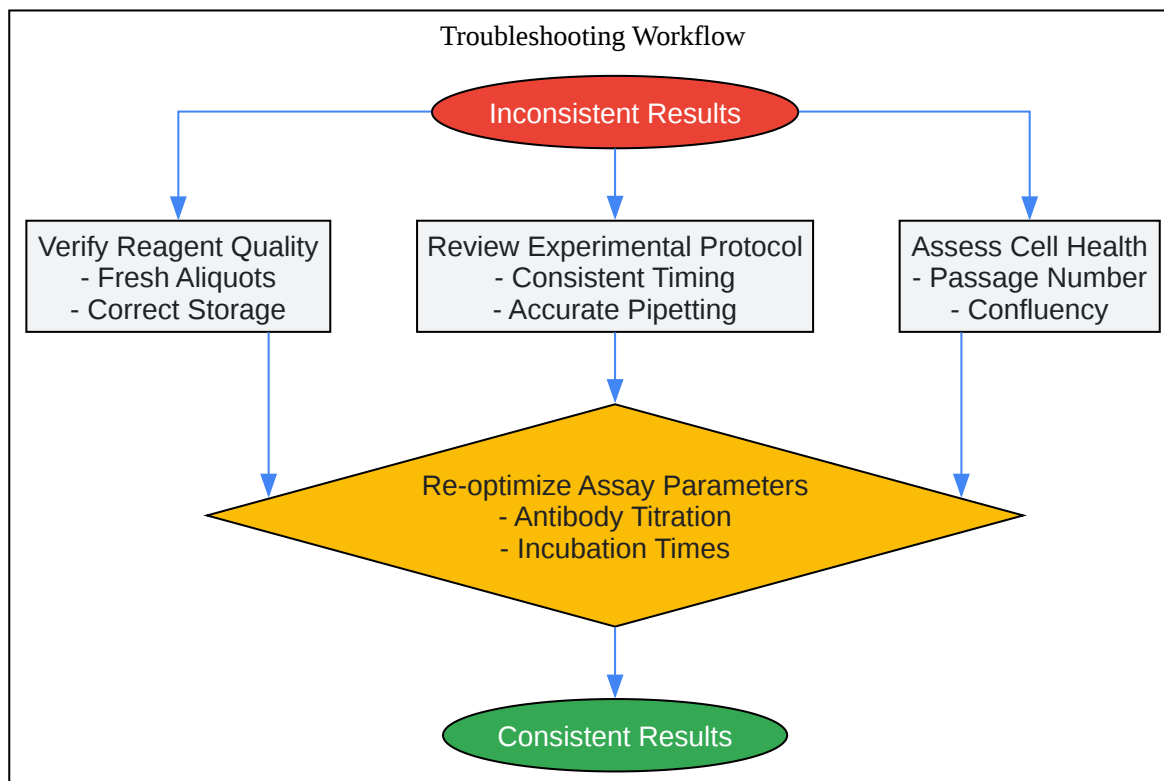 Troubleshooting Workflow
Inconsistent Results
Verify Reagent Quality
- Fresh Aliquots
- Correct Storage
Review Experimental Protocol
- Consistent Timing
- Accurate Pipetting
Assess Cell Health
- Passage Number
- Confluency
Re-optimize Assay Parameters
- Antibody Titration
- Incubation Times
Consistent Results